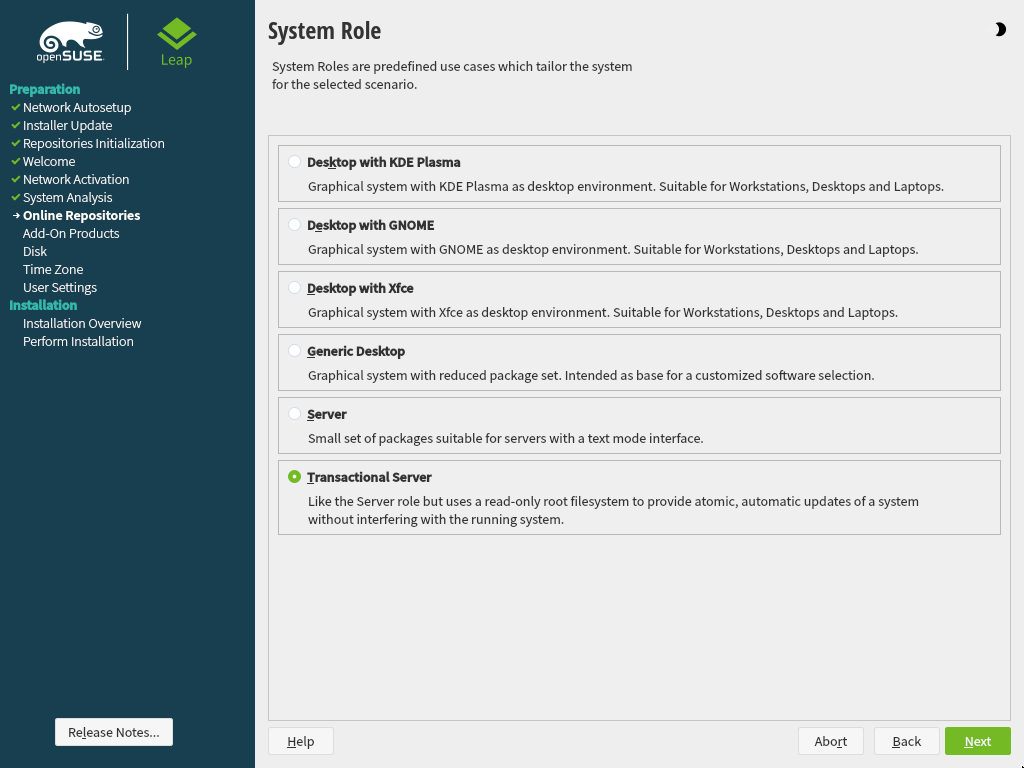 openSUSE
Leap
Preparation
Network Autosetup
Installer Update
Repositories Initialization
Welcome
Network Activation
System Analysis
Online Repositories
Add-On Products
Disk
Time Zone
User Settings
Installation
Installation Overview
Perform Installation
Release Notes...
System Role
System Roles are predefined use cases which tailor the system
for the selected scenario.
Desktop with KDE Plasma
Graphical system with KDE Plasma as desktop environment. Suitable for Workstations, Desktops and Laptops.
Desktop with GNOME
Graphical system with GNOME as desktop environment. Suitable for Workstations, Desktops and Laptops.
Desktop with Xfce
Graphical system with Xfce as desktop environment. Suitable for Workstations, Desktops and Laptops.
Generic Desktop
Graphical system with reduced package set. Intended as base for a customized software selection.
Server
Small set of packages suitable for servers with a text mode interface.
Transactional Server
Like the Server role but uses a read-only root filesystem to provide atomic, automatic updates of a system
without interfering with the running system.
Help
Abort
Back
Next